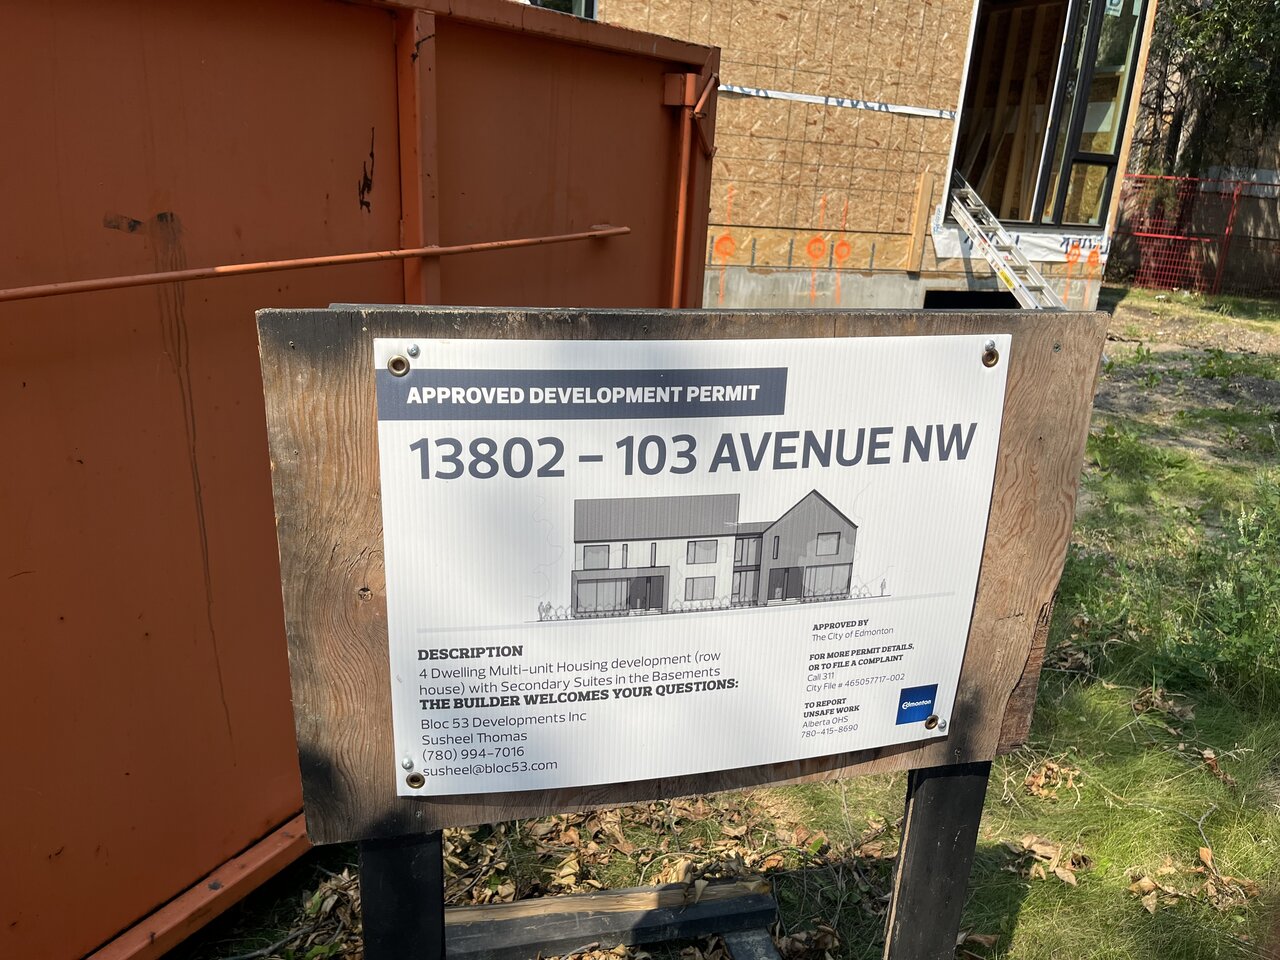 APPROVED DEVELOPMENT PERMIT
13802 – 103 AVENUE NW
DESCRIPTION
4 Dwelling Multi-unit Housing development (row
house) with Secondary Suites in the Basements
THE BUILDER WELCOMES YOUR QUESTIONS:
Bloc 53 Developments Inc
Susheel Thomas
(780) 994-7016
susheel@bloc53.com
APPROVED BY
The City of Edmonton
FOR MORE PERMIT DETAILS,
OR TO FILE A COMPLAINT
Call 311
City File # 465057717-002
TO REPORT
UNSAFE WORK
Alberta OHS
780-415-8690
Edmonton